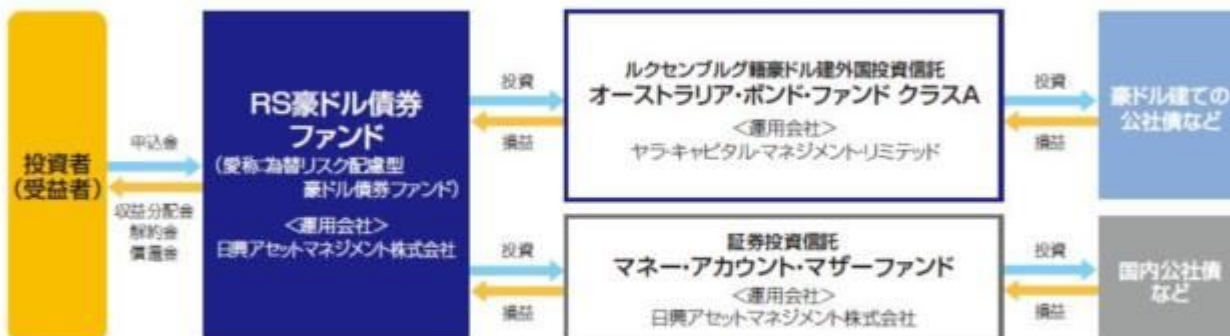 投資者
(受益者)
申込金
収益分配金
解約金
償還金
RS豪ドル債券
ファンド
(愛称:為替リスク配慮型
豪ドル債券ファンド)
<運用会社>
日興アセットマネジメント株式会社
投資
損益
ルクセンブルグ籍豪ドル建外国投資信託
オーストラリア・ボンド・ファンド クラスA
<運用会社>
ヤラ・キャピタル・マネジメント・リミテッド
投資
損益
豪ドル建ての
公社債など
投資
損益
証券投資信託
マネー・アカウント・マザーファンド
<運用会社>
日興アセットマネジメント株式会社
投資
損益
国内公社債
など